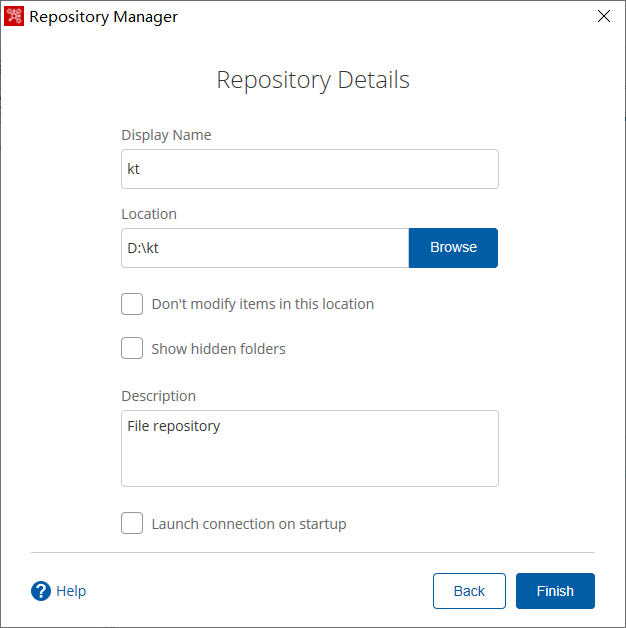 Repository Manager
Repository Details
Display Name
kt
Location
D:\kt
Browse
Don't modify items in this location
Show hidden folders
Description
File repository
Launch connection on startup
? Help
Back
Finish